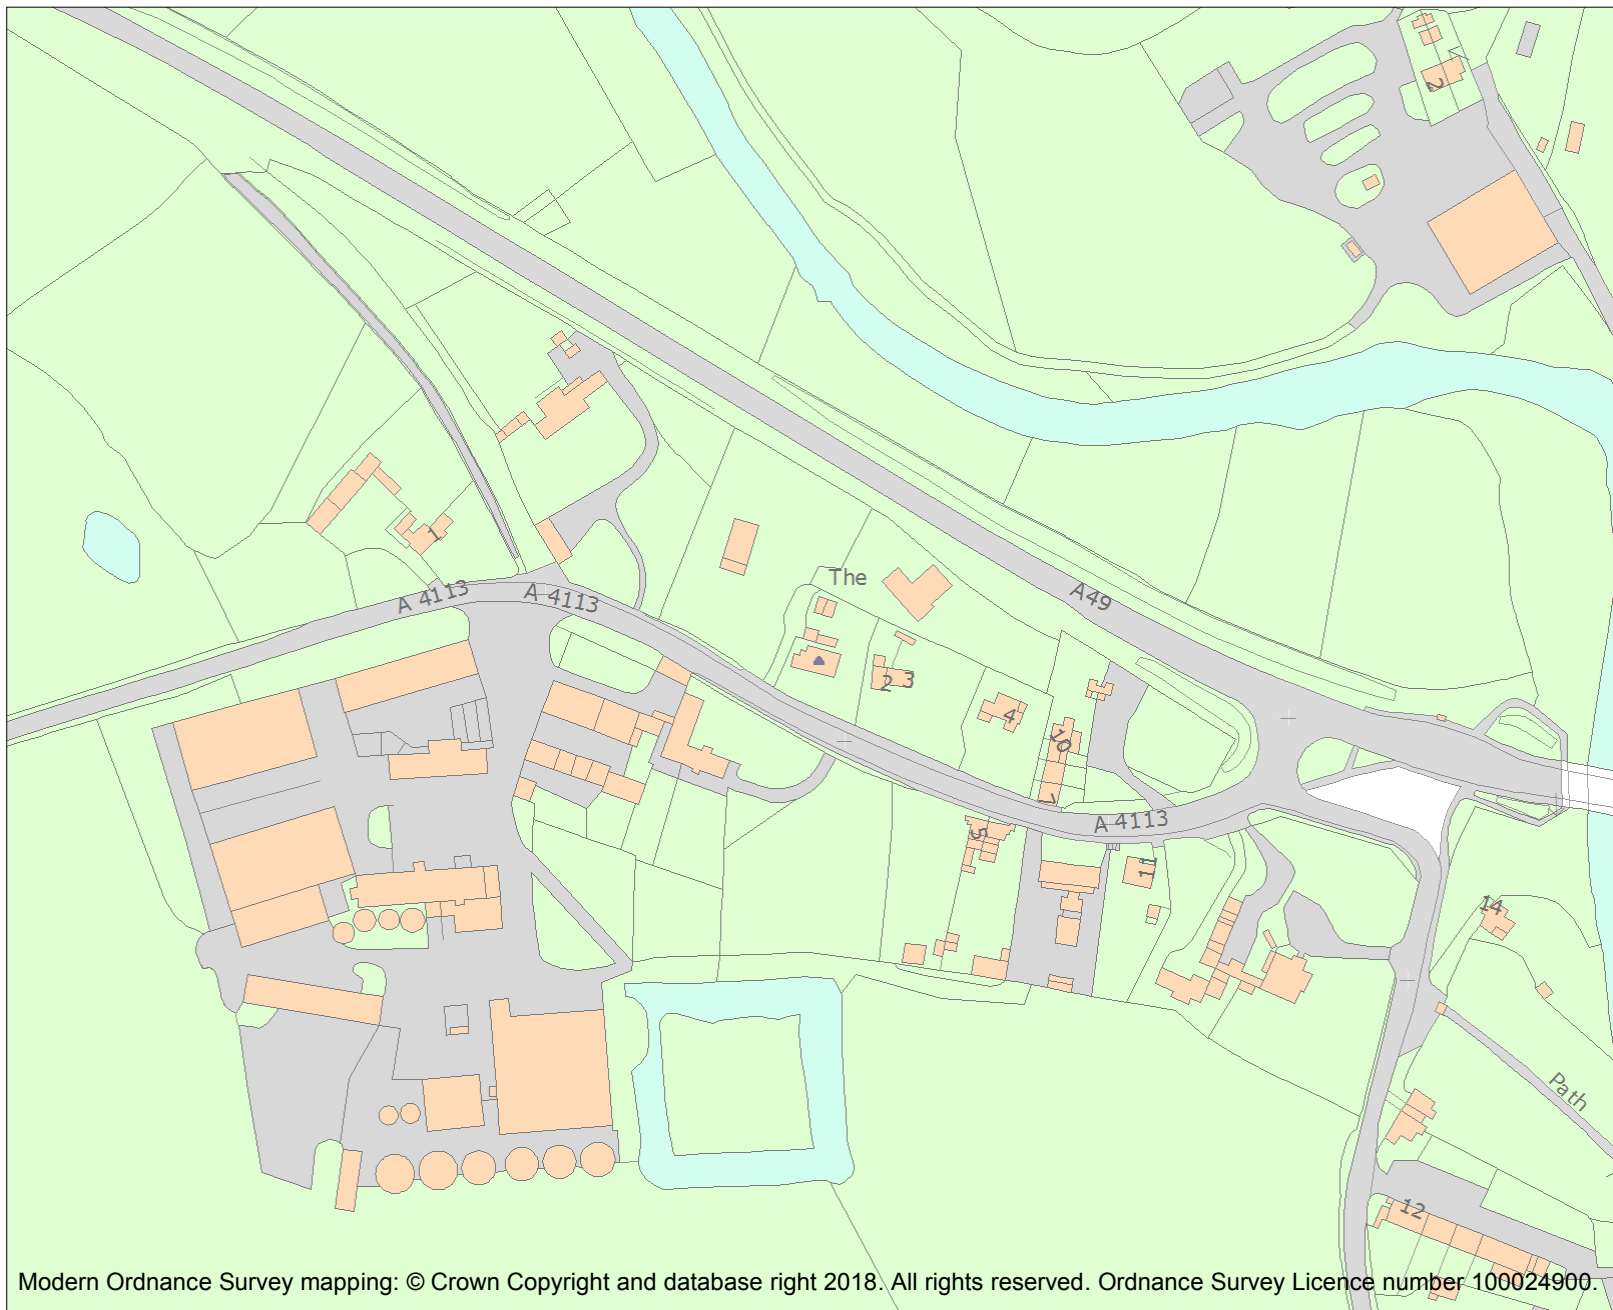 2
1
A 4113
A 4113
The
A49
2 3
4
10
7
A 4113
5
11
14
Path
12
Modern Ordnance Survey mapping: © Crown Copyright and database right 2018. All rights reserved. Ordnance Survey Licence number 100024900.